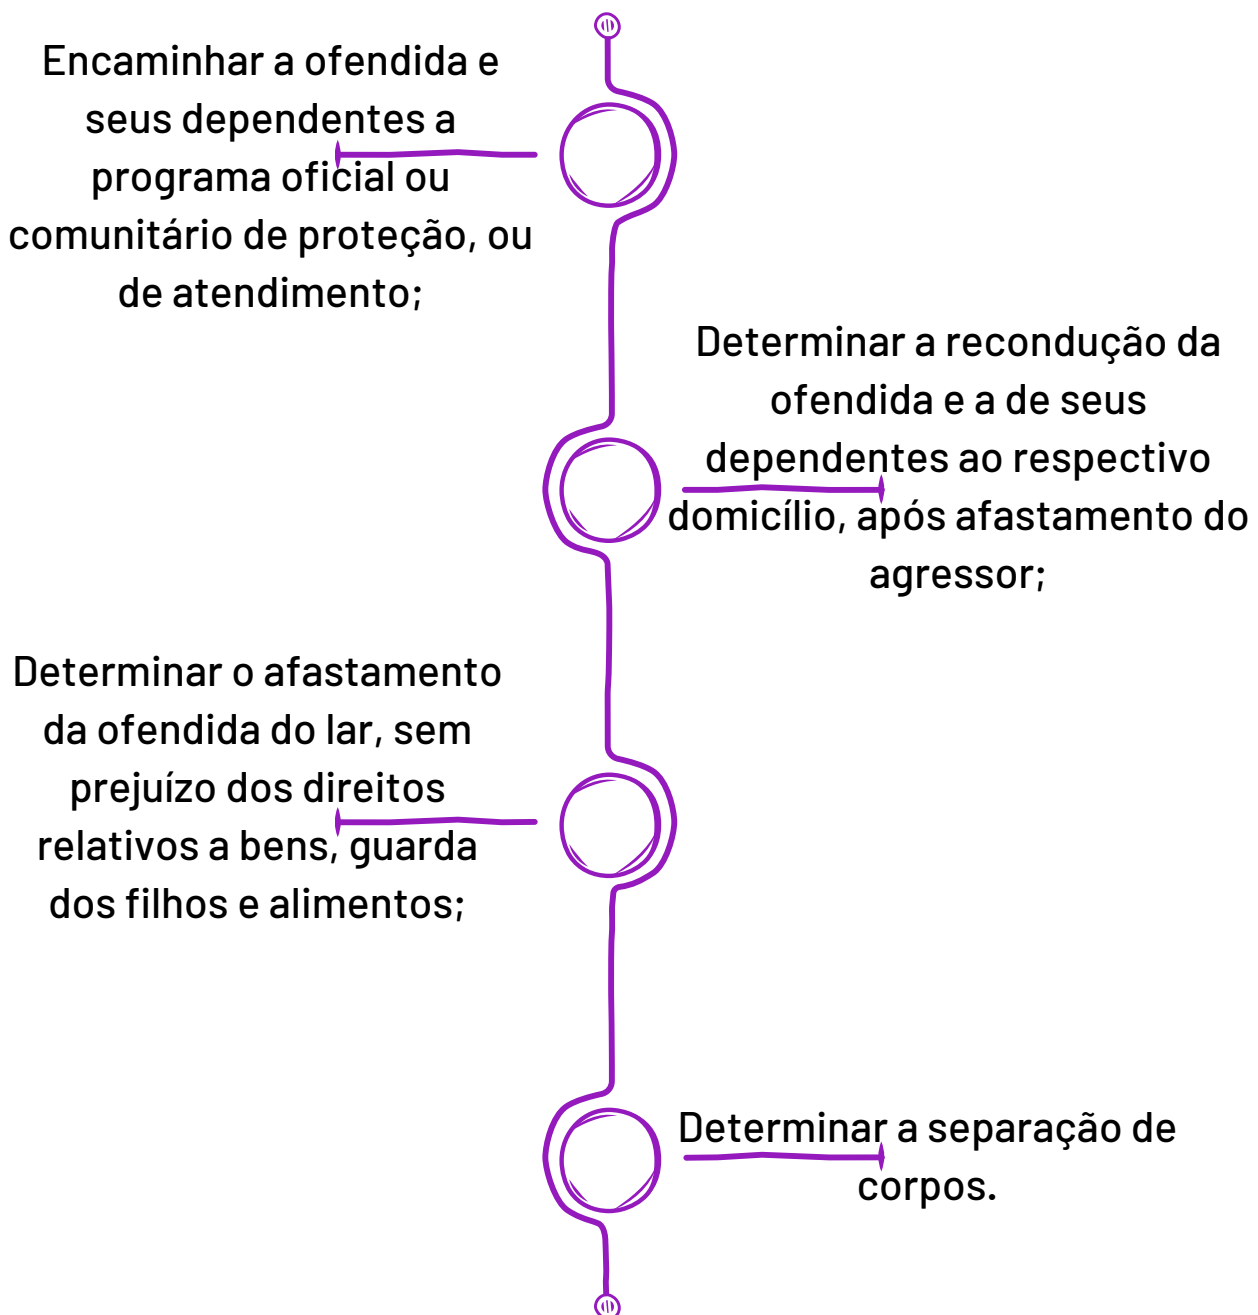 Encaminhar a ofendida e
seus dependentes a
programa oficial ou
comunitário de proteção, ou
de atendimento;
Determinar a recondução da
ofendida e a de seus
dependentes ao respectivo
domicílio, após afastamento do
agressor;
Determinar o afastamento
da ofendida do lar, sem
prejuízo dos direitos
relativos a bens, guarda
dos filhos e alimentos;
Determinar a separação de
corpos.